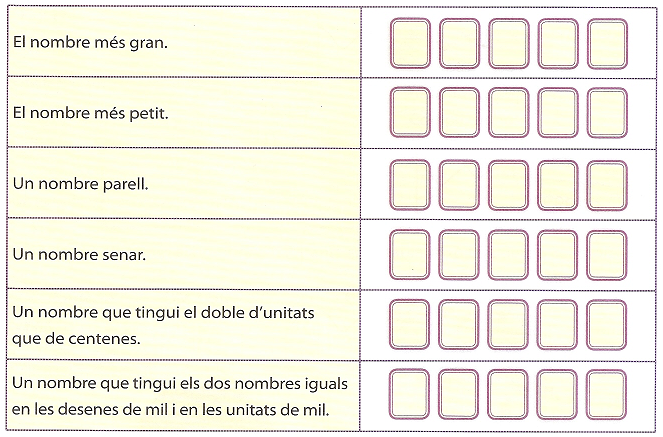 El nombre més gran.
El nombre més petit.
Un nombre parell.
Un nombre senar.
Un nombre que tingui el doble d'unitats
que de centenes.
Un nombre que tingui els dos nombres iguals
en les desenes de mil i en les unitats de mil.